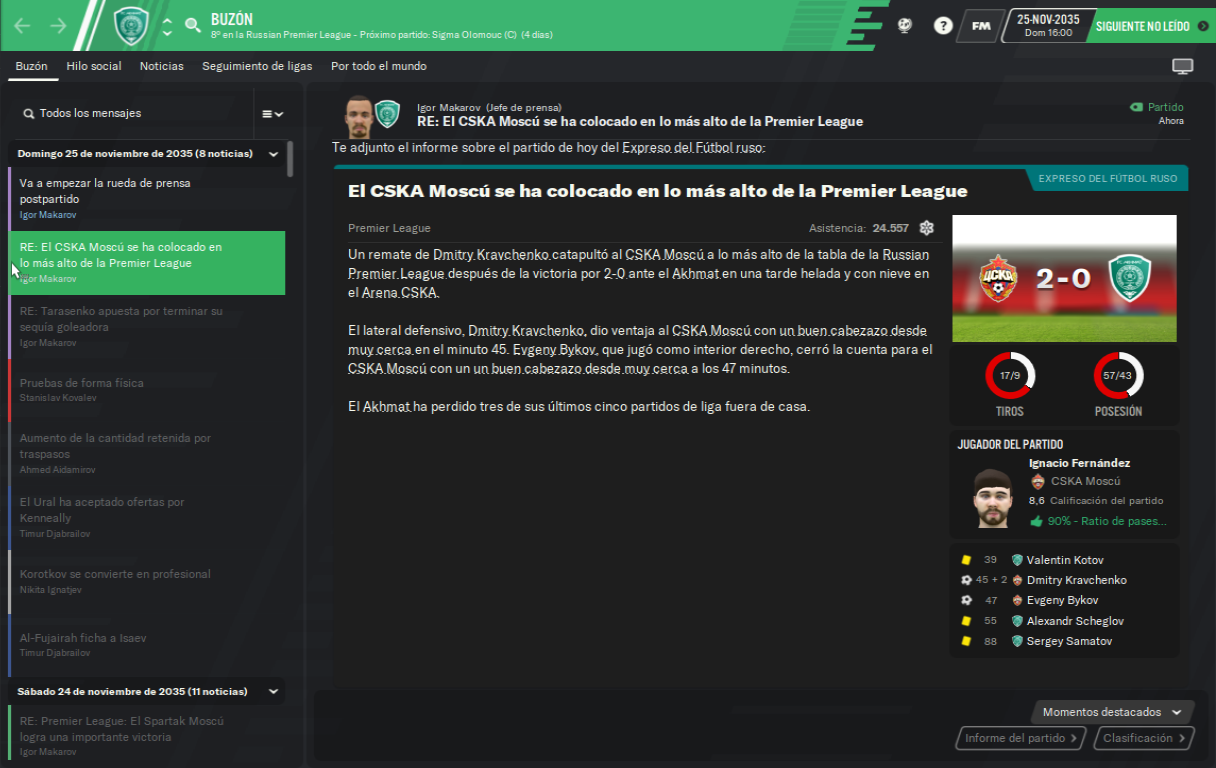 BUZÓN
8º en la Russian Premier League - Próximo partido: Sigma Olomouc (C) (4 días)
?
FM
25-NOV-2035
Dom 16:00
SIGUIENTE NO LEÍDO
Buzón
Hilo social
Noticias
Seguimiento de ligas
Por todo el mundo
Todos los mensajes
Domingo 25 de noviembre de 2035 (8 noticias)
Va a empezar la rueda de prensa
postpartido
Igor Makarov
RE: El CSKA Moscú se ha colocado en
lo más alto de la Premier League
Igor Makarov
RE: Tarasenko apuesta por terminar su
sequía goleadora
Igor Makarov
Pruebas de forma física
Stanislav Kovalev
Aumento de la cantidad retenida por
traspasos
Ahmed Aidamirov
El Ural ha aceptado ofertas por
Kenneally
Timur Djabrailov
Korotkov se convierte en profesional
Nikita Ignatjev
Al-Fujairah ficha a Isaev
Timur Djabrailov
Sábado 24 de noviembre de 2035 (11 noticias)
RE: Premier League: El Spartak Moscú
logra una importante victoria
Igor Makarov
Igor Makarov (Jefe de prensa)
RE: El CSKA Moscú se ha colocado en lo más alto de la Premier League
Partido
Ahora
Te adjunto el informe sobre el partido de hoy del Expreso del Fútbol ruso:
El CSKA Moscú se ha colocado en lo más alto de la Premier League
EXPRESO DEL FÚTBOL RUSO
Premier League
Asistencia: 24.557
Un remate de Dmitry Kravchenko catapultó al CSKA Moscú a lo más alto de la tabla de la Russian
Premier League después de la victoria por 2-0 ante el Akhmat en una tarde helada y con nieve en
el Arena CSKA.
El lateral defensivo, Dmitry Kravchenko, dio ventaja al CSKA Moscú con un buen cabezazo desde
muy cerca en el minuto 45. Evgeny Bykov, que jugó como interior derecho, cerró la cuenta para el
CSKA Moscú con un un buen cabezazo desde muy cerca a los 47 minutos.
El Akhmat ha perdido tres de sus últimos cinco partidos de liga fuera de casa.
ЦСКА
2-0
17/9
57/43
TIROS
POSESIÓN
JUGADOR DEL PARTIDO
Ignacio Fernández
CSKA Moscú
8,6 Calificación del partido
90% - Ratio de pases...
39 Valentin Kotov
45 + 2 Dmitry Kravchenko
47 Evgeny Bykov
55 Alexandr Scheglov
88 Sergey Samatov
Momentos destacados
Informe del partido
Clasificación